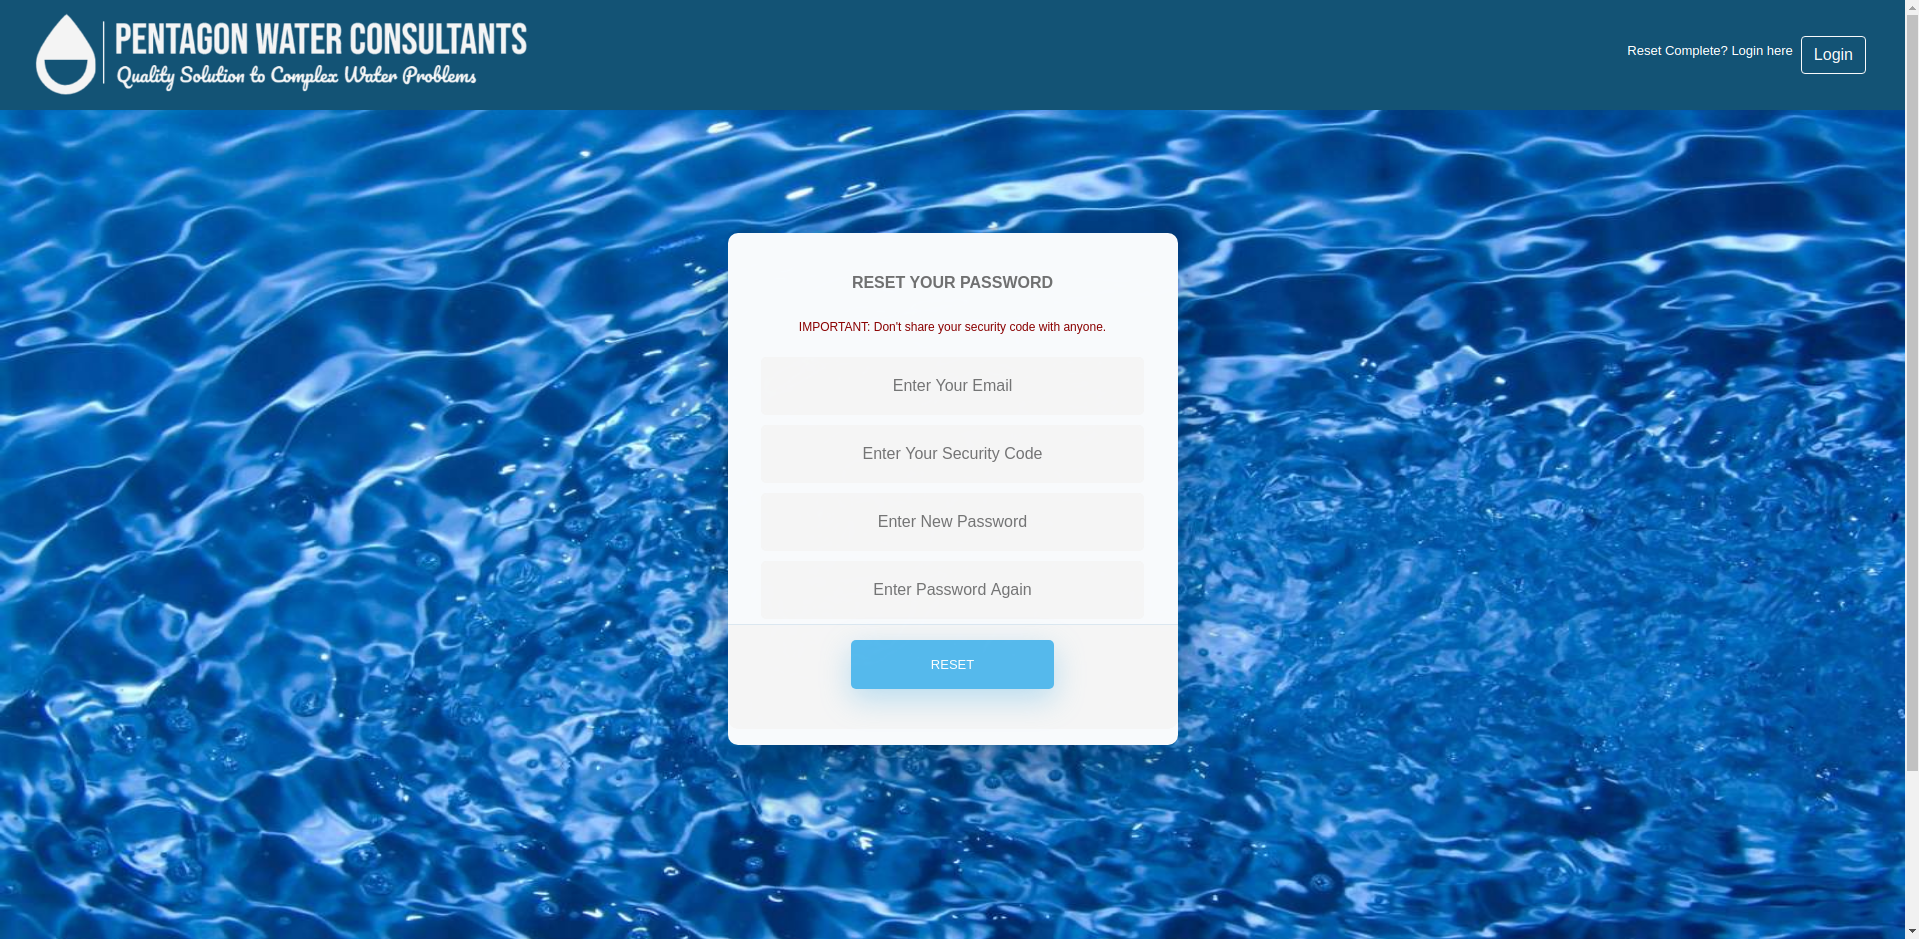 PENTAGON WATER CONSULTANTS
Quality Solution to Complex Water Problems
Reset Complete? Login here
Login
RESET YOUR PASSWORD
IMPORTANT: Don't share your security code with anyone.
Enter Your Email
Enter Your Security Code
Enter New Password
Enter Password Again
RESET